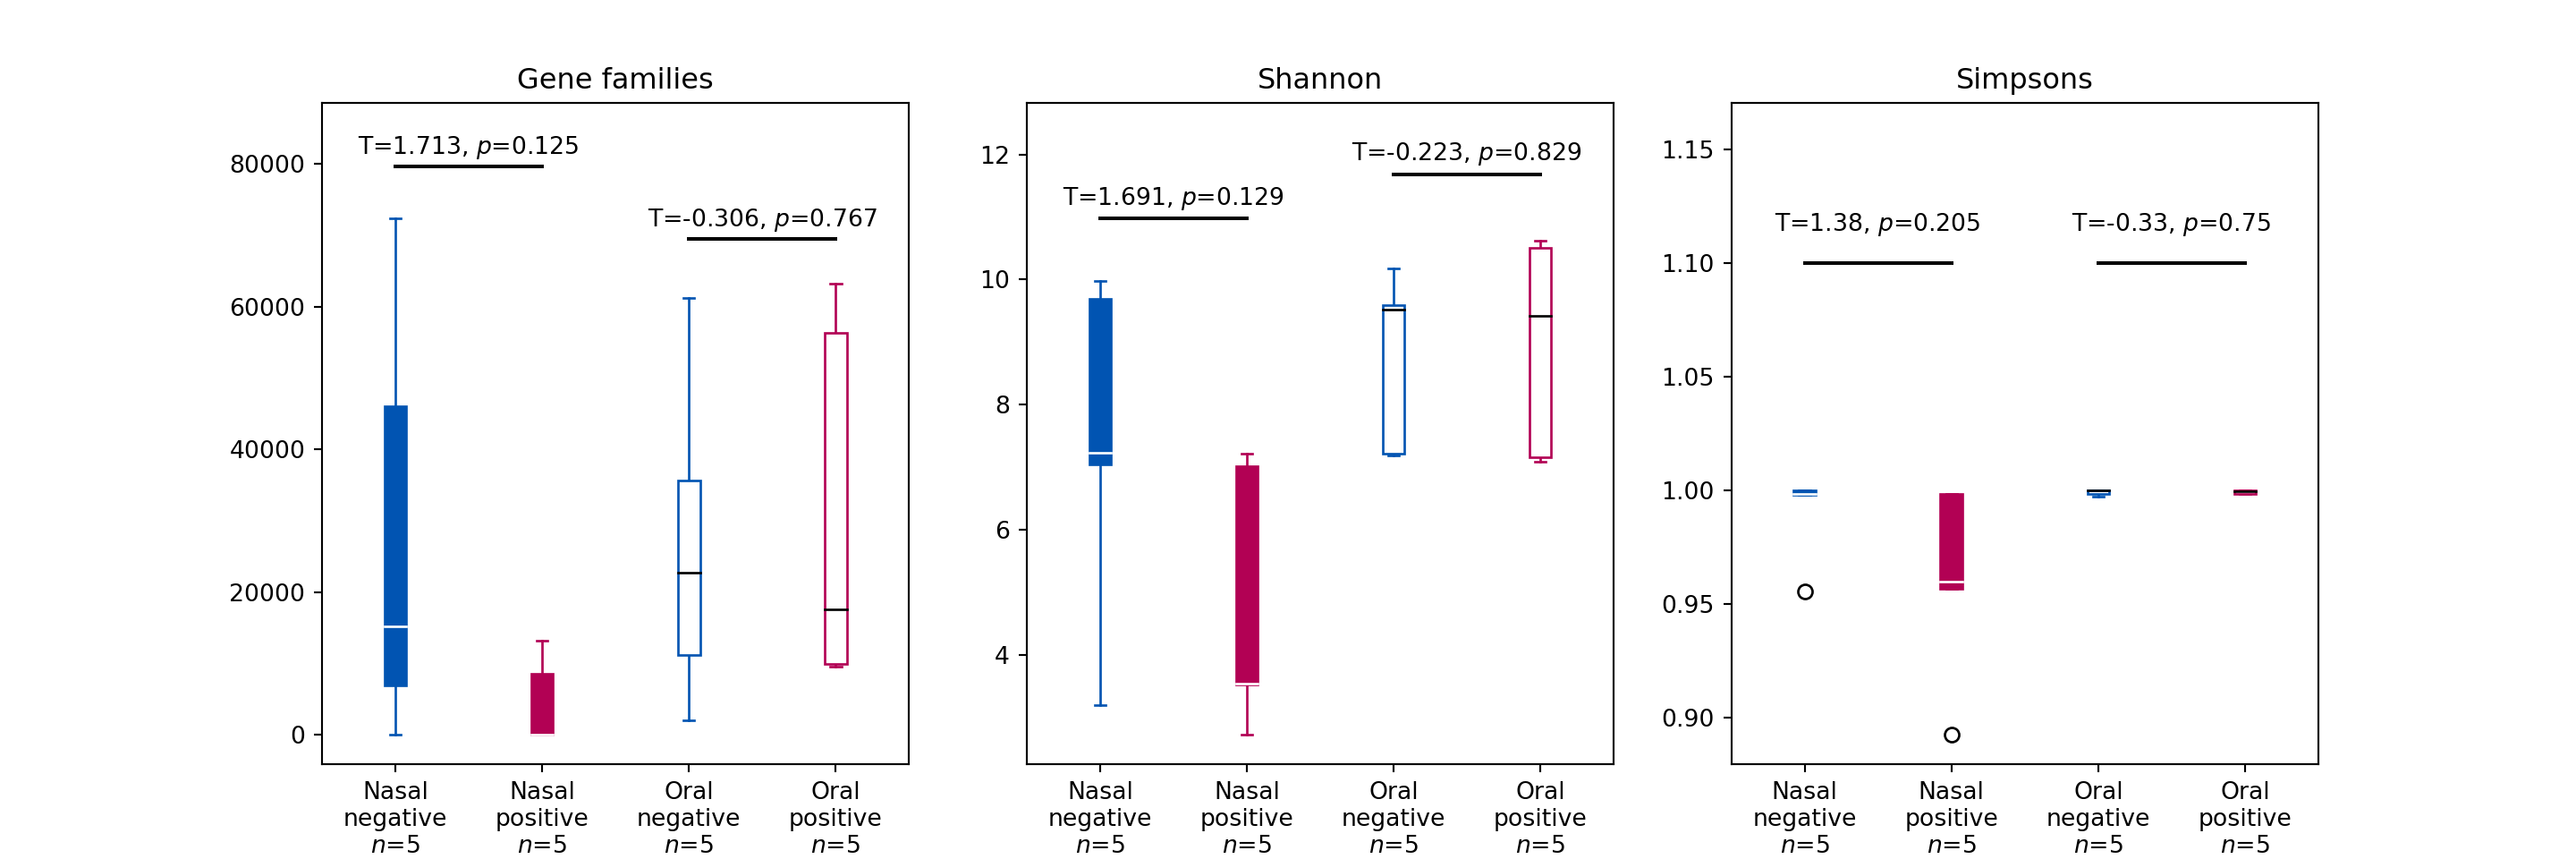 Gene families
T=1.713, p=0.125
T=-0.306, p=0.767
80000
60000
40000
20000
0
Nasal
negative
n=5
Nasal
positive
n=5
Oral
negative
n=5
Oral
positive
n=5
Shannon
T=-0.223, p=0.829
T=1.691, p=0.129
12
10
8
6
4
Nasal
negative
n=5
Nasal
positive
n=5
Oral
negative
n=5
Oral
positive
n=5
Simpsons
T=1.38, p=0.205
T=-0.33, p=0.75
1.15
1.10
1.05
1.00
0.95
0.90
Nasal
negative
n=5
Nasal
positive
n=5
Oral
negative
n=5
Oral
positive
n=5